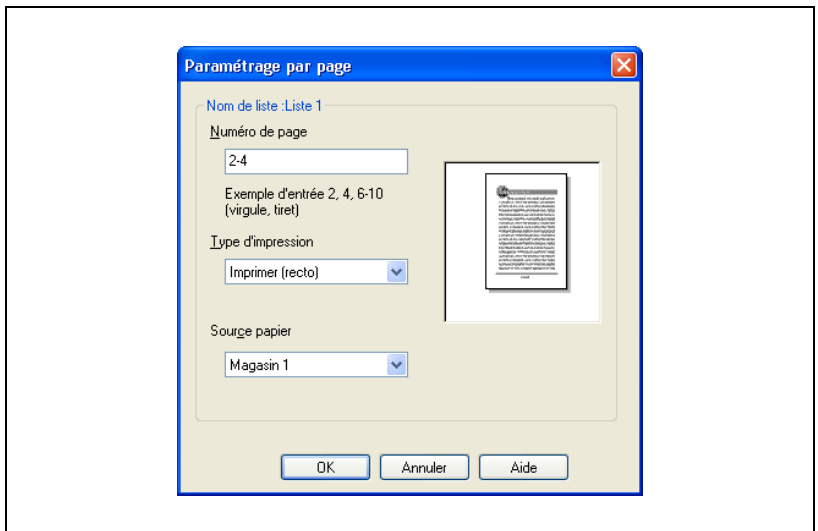 Paramétrage par page
Nom de liste :Liste 1
Numéro de page
2-4
Exemple d'entrée 2, 4, 6-10
(virgule, tiret)
Type d'impression
Imprimer (recto)
Source papier
Magasin 1
OK
Annuler
Aide